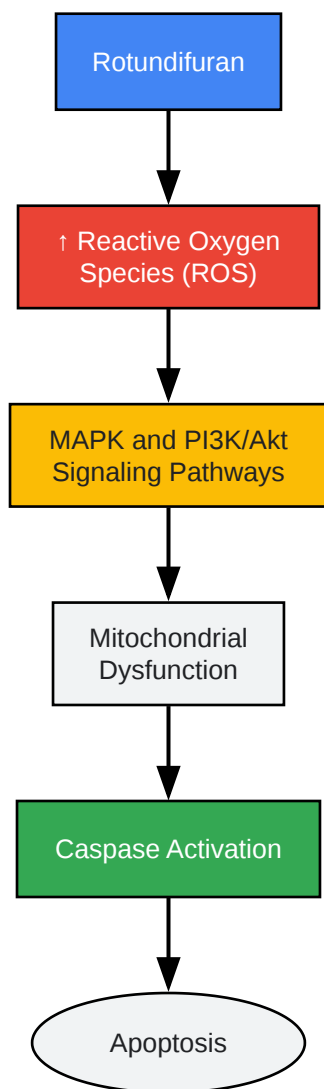 Rotundifuran
↑ Reactive Oxygen
Species (ROS)
MAPK and PI3K/Akt
Signaling Pathways
Mitochondrial
Dysfunction
Caspase Activation
Apoptosis